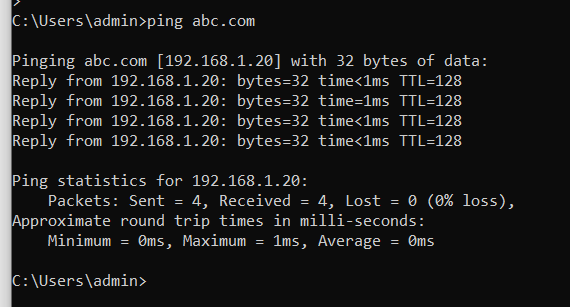 >
C:\Users\admin>ping abc.com
Pinging abc.com [192.168.1.20] with 32 bytes of data:
Reply from 192.168.1.20: bytes=32 time<1ms TTL=128
Reply from 192.168.1.20: bytes=32 time=1ms TTL=128
Reply from 192.168.1.20: bytes=32 time<1ms TTL=128
Reply from 192.168.1.20: bytes=32 time<1ms TTL=128
Ping statistics for 192.168.1.20:
    Packets: Sent = 4, Received = 4, Lost = 0 (0% loss),
Approximate round trip times in milli-seconds:
    Minimum = 0ms, Maximum = 1ms, Average = 0ms
C:\Users\admin>